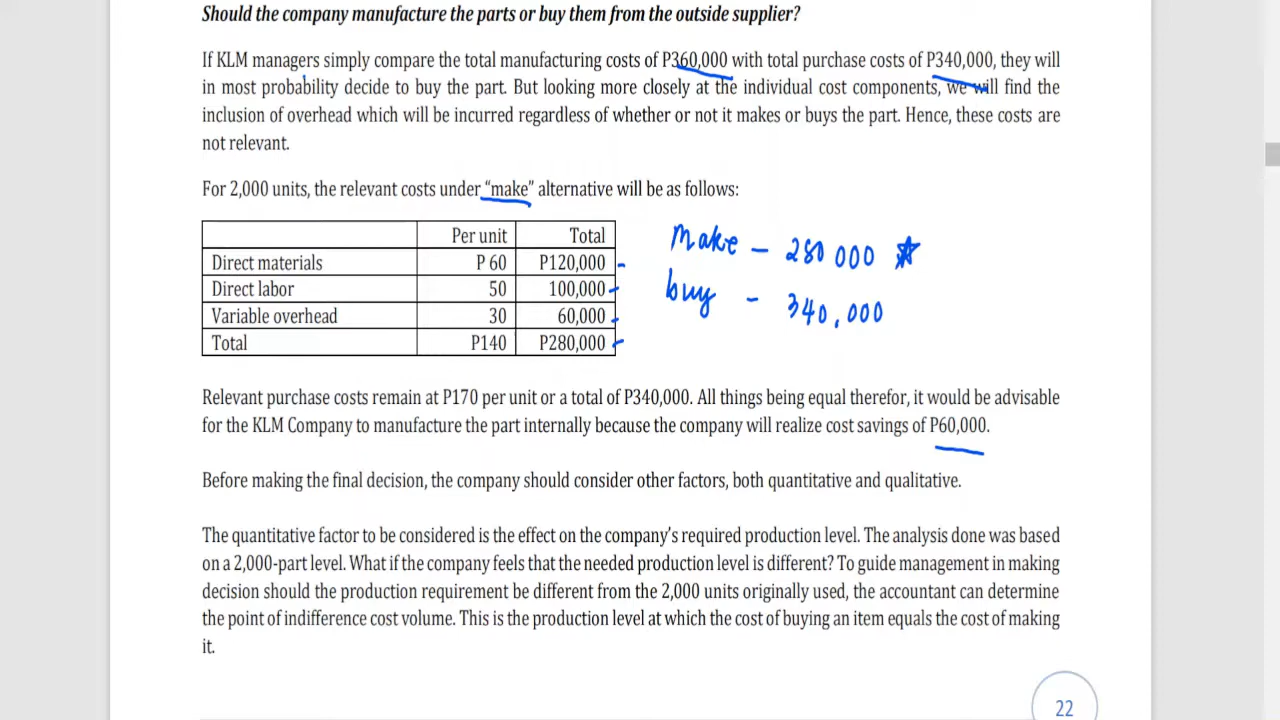 Should the company manufacture the parts or buy them from the outside supplier?
If KLM managers simply compare the total manufacturing costs of P360,000 with total purchase costs of P340,000, they will
in most probability decide to buy the part. But looking more closely at the individual cost components, we will find the
inclusion of overhead which will be incurred regardless of whether or not it makes or buys the part. Hence, these costs are
not relevant.
For 2,000 units, the relevant costs under “make” alternative will be as follows:
Per unit Total
Direct materials P 60 P120,000
Direct labor 50 100,000
Variable overhead 30 60,000
Total P140 P280,000
Make - 280 000
buy - 340,000
Relevant purchase costs remain at P170 per unit or a total of P340,000. All things being equal therefor, it would be advisable
for the KLM Company to manufacture the part internally because the company will realize cost savings of P60,000.
Before making the final decision, the company should consider other factors, both quantitative and qualitative.
The quantitative factor to be considered is the effect on the company’s required production level. The analysis done was based
on a 2,000-part level. What if the company feels that the needed production level is different? To guide management in making
decision should the production requirement be different from the 2,000 units originally used, the accountant can determine
the point of indifference cost volume. This is the production level at which the cost of buying an item equals the cost of making
it.
22